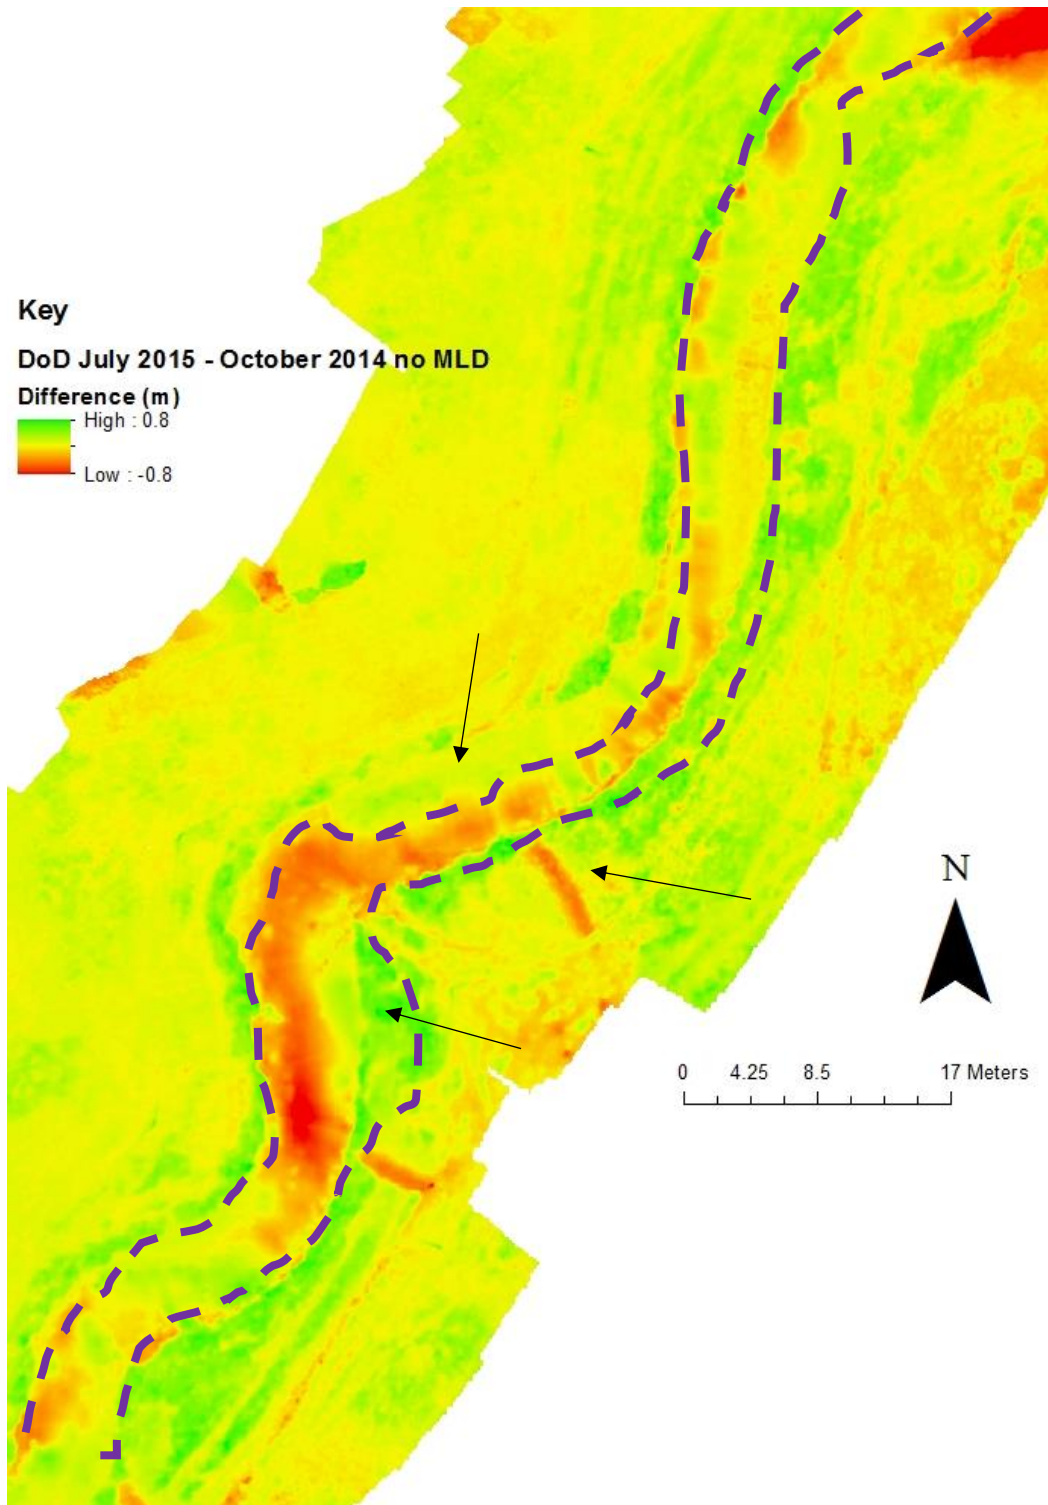 Key
DoD July 2015 - October 2014 no MLD
Difference (m)
High : 0.8
Low : -0.8
N
0 4.25 8.5 17 Meters